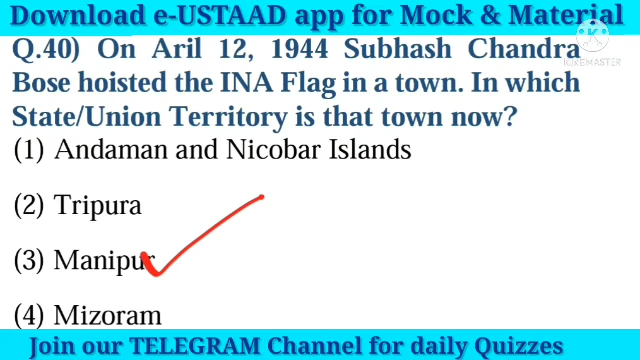 Download e-USTAAD app for Mock & Material
Q.40) On Aril 12, 1944 Subhash Chandra
Bose hoisted the INA Flag in a town. In which
State/Union Territory is that town now?
(1) Andaman and Nicobar Islands
(2) Tripura
(3) Manipur
(4) Mizoram
Join our TELEGRAM Channel for daily Quizzes
KINEMASTER